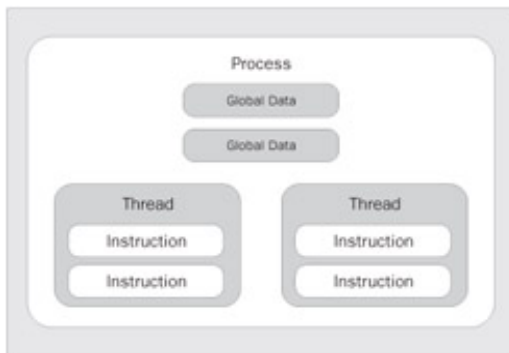 Process
Global Data
Global Data
Thread
Thread
Instruction
Instruction
Instruction
Instruction